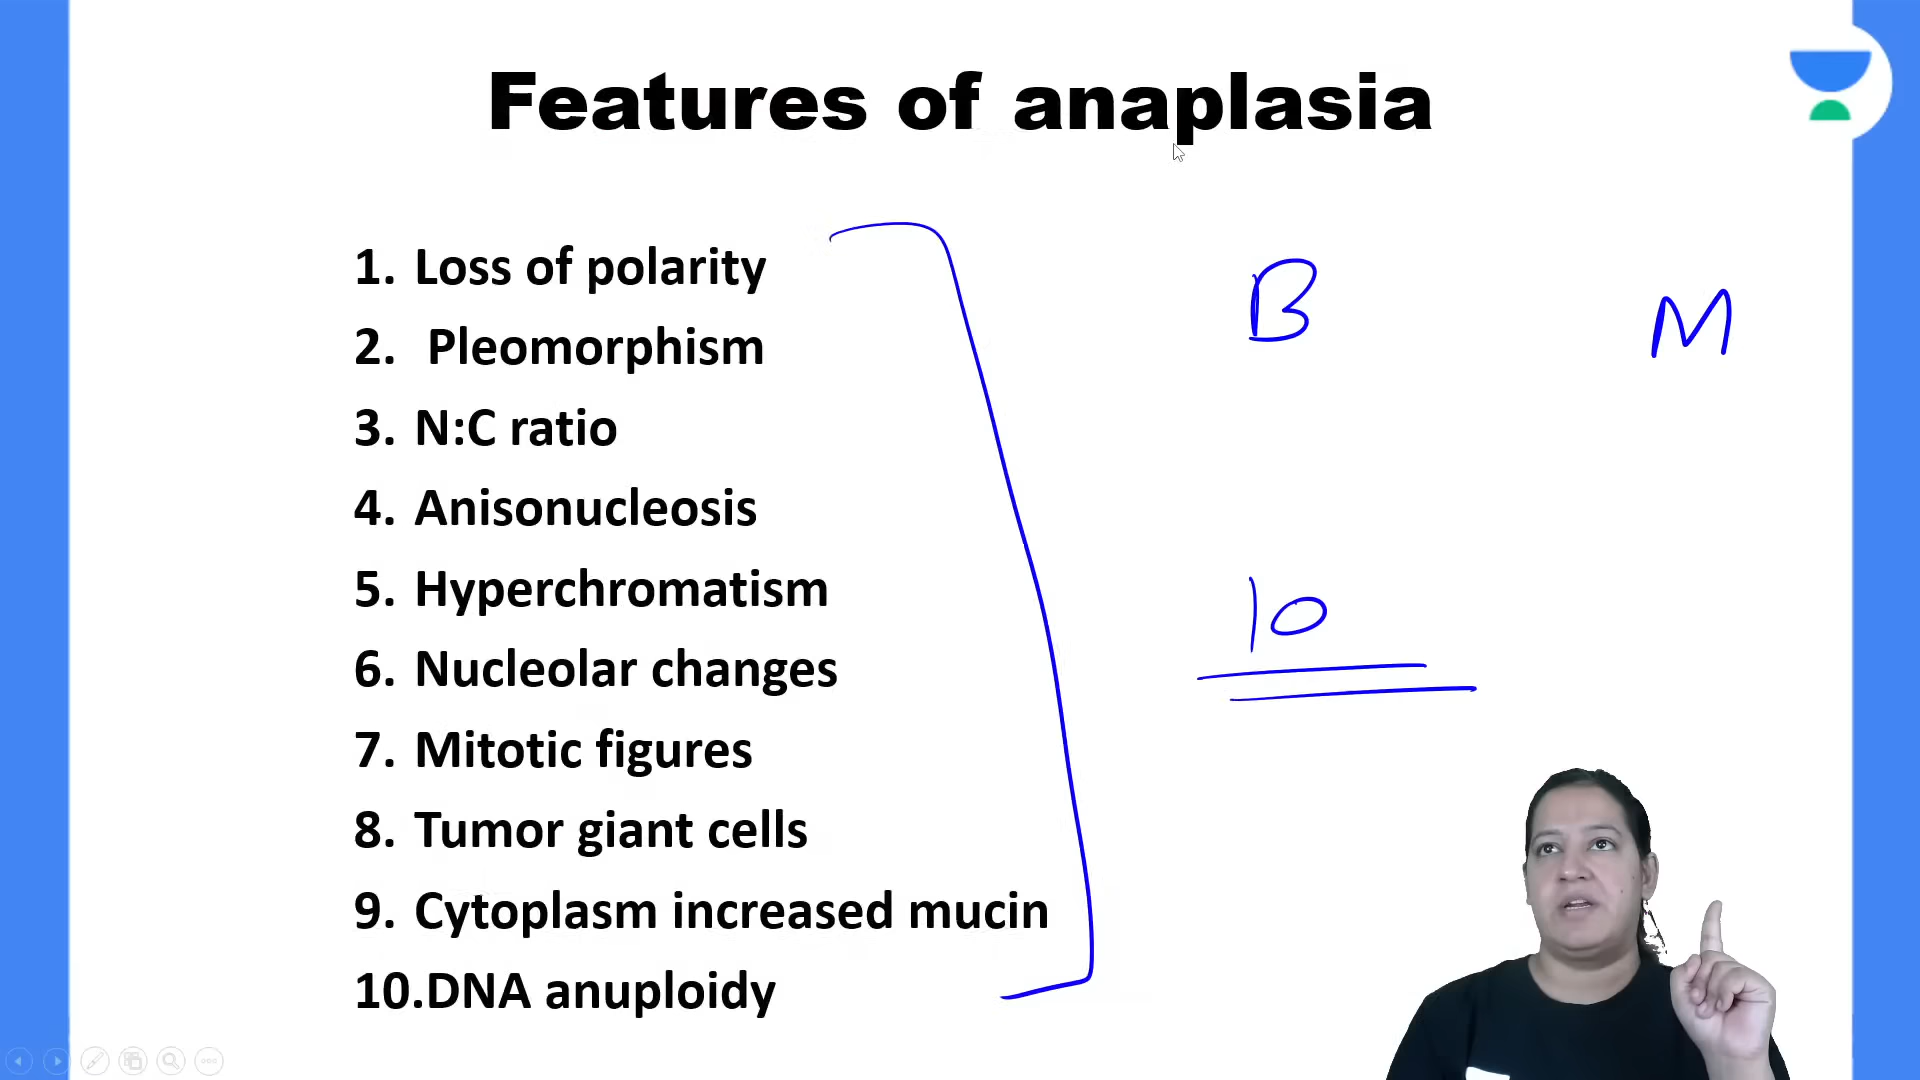 Features of anaplasia
1. Loss of polarity
2. Pleomorphism
3. N:C ratio
4. Anisonucleosis
5. Hyperchromatism
6. Nucleolar changes
7. Mitotic figures
8. Tumor giant cells
9. Cytoplasm increased mucin
10.DNA anuploidy
B
M
10